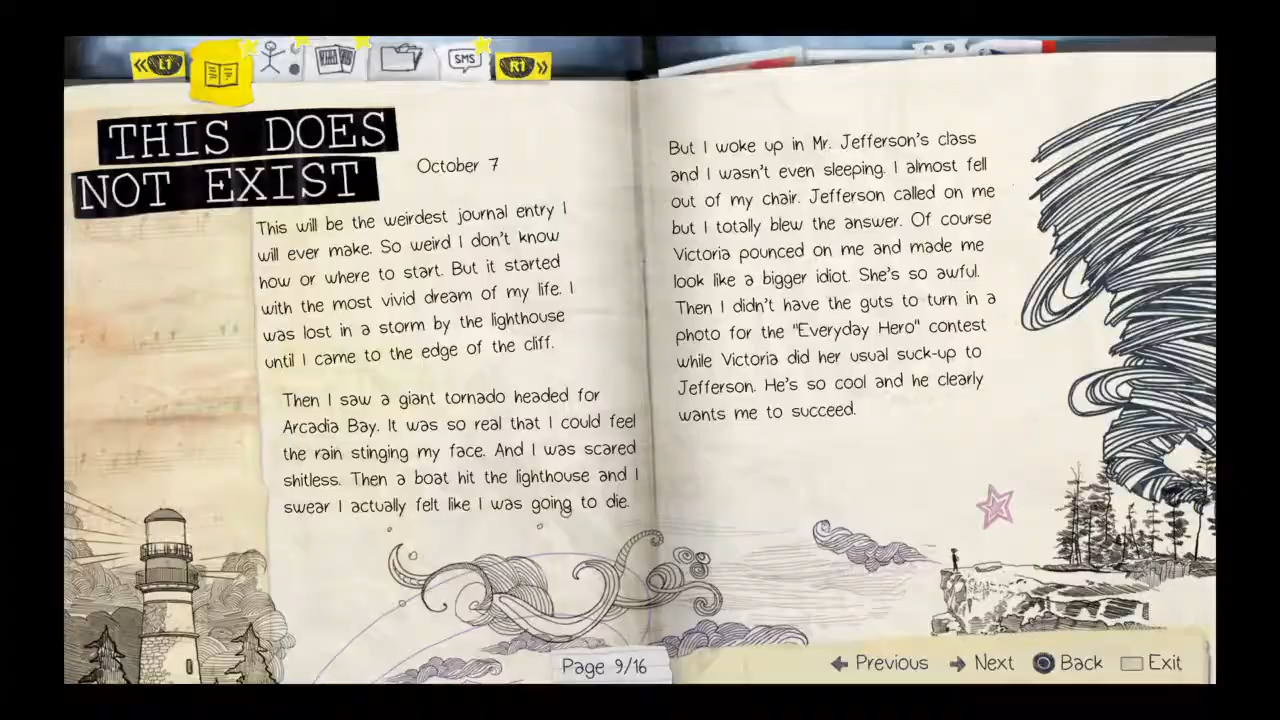 LT
SMS
R1
THIS DOES
NOT EXIST
October 7
This will be the weirdest journal entry I
will ever make. So weird I don't know
how or where to start. But it started
with the most vivid dream of my life. I
was lost in a storm by the lighthouse
until I came to the edge of the cliff.
Then I saw a giant tornado headed for
Arcadia Bay. It was so real that I could feel
the rain stinging my face. And I was scared
shitless. Then a boat hit the lighthouse and I
swear I actually felt like I was going to die.
But I woke up in Mr. Jefferson's class
and I wasn't even sleeping. I almost fell
out of my chair. Jefferson called on me
but I totally blew the answer. Of course
Victoria pounced on me and made me
look like a bigger idiot. She's so awful.
Then I didn't have the guts to turn in a
photo for the "Everyday Hero" contest
while Victoria did her usual suck-up to
Jefferson. He's so cool and he clearly
wants me to succeed.
Page 9/16
Previous Next Back Exit